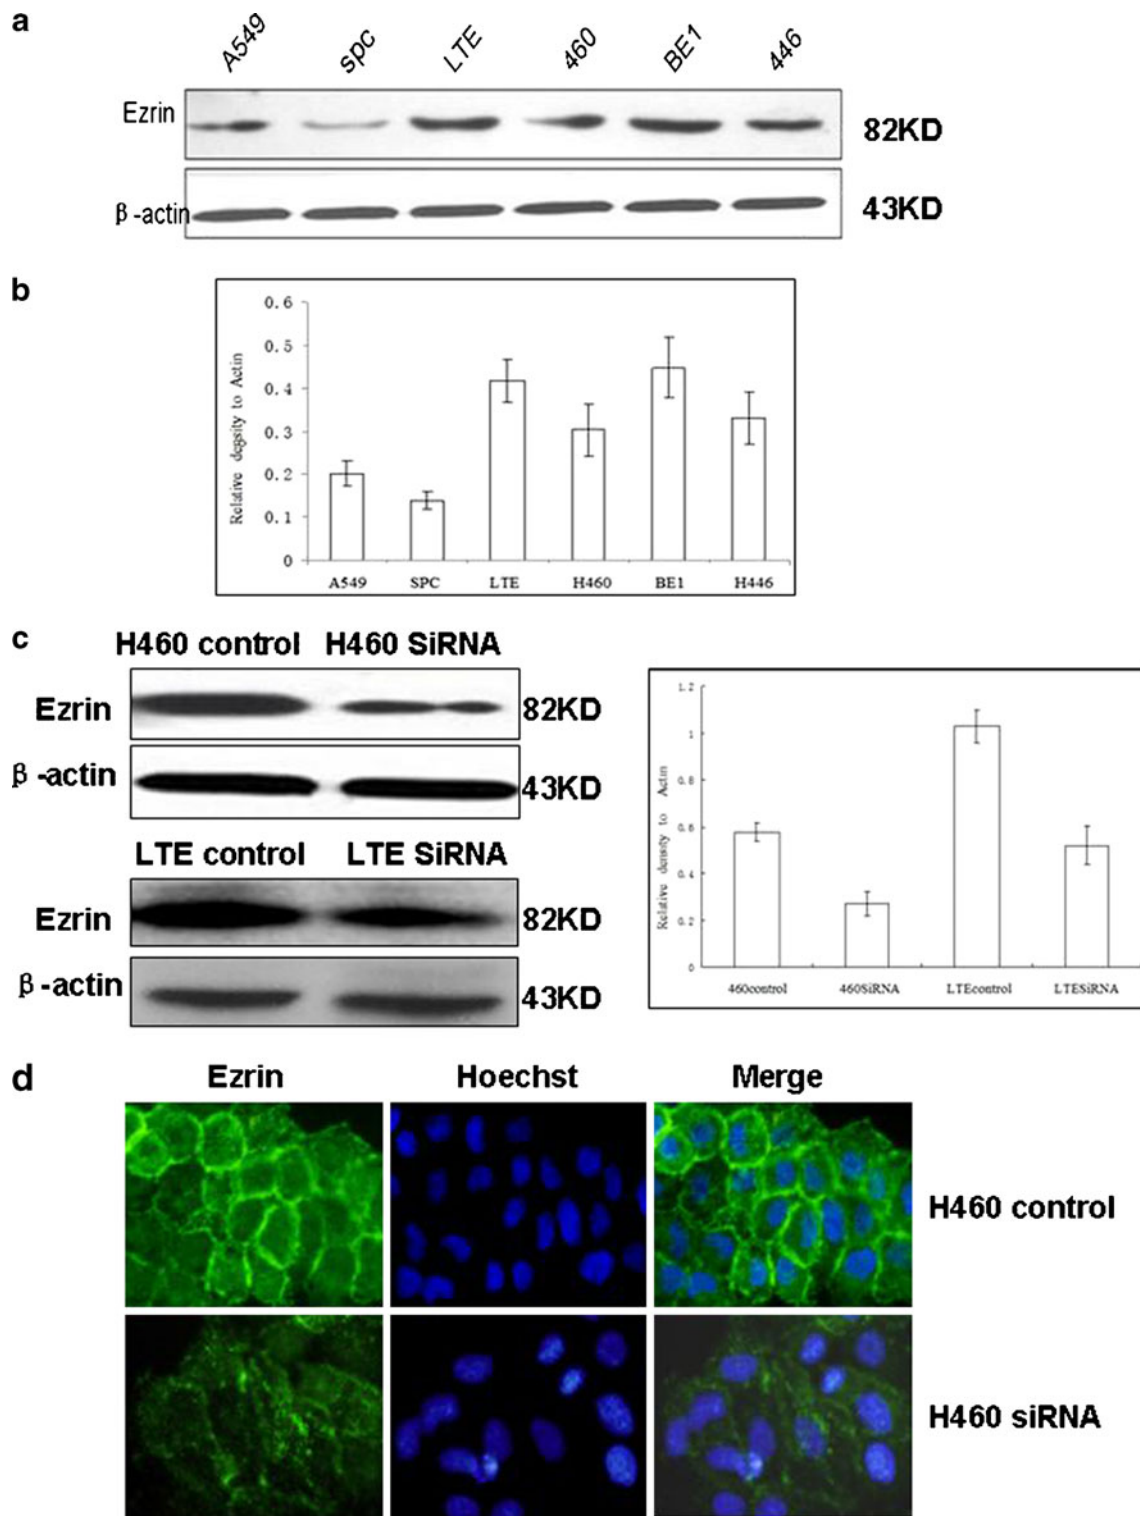 a
A549 spc LTE 460 BE1 446
Ezrin 82KD
β-actin 43KD
b
Relative density to Actin
0.6
0.5
0.4
0.3
0.2
0.1
0
A549 SPC LTE H460 BE1 H446
c
H460 control H460 SiRNA
Ezrin 82KD
β-actin 43KD
LTE control LTE SiRNA
Ezrin 82KD
β-actin 43KD
Relative density to Actin
1.2
1
0.8
0.6
0.4
0.2
0
460control 460SiRNA LTEcontrol LTESiRNA
d
Ezrin Hoechst Merge
H460 control
H460 siRNA